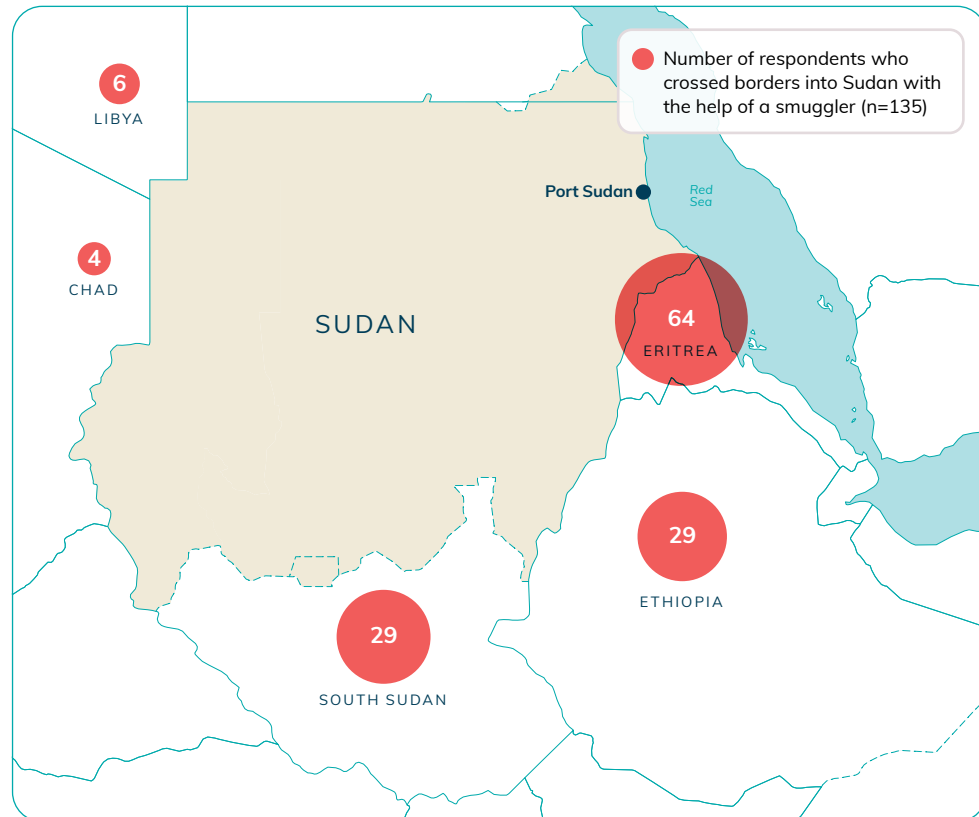 Number of respondents who
crossed borders into Sudan with
the help of a smuggler (n=135)
6
LIBYA
Port Sudan
Red
Sea
4
CHAD
SUDAN
64
ERITREA
29
ETHIOPIA
29
SOUTH SUDAN